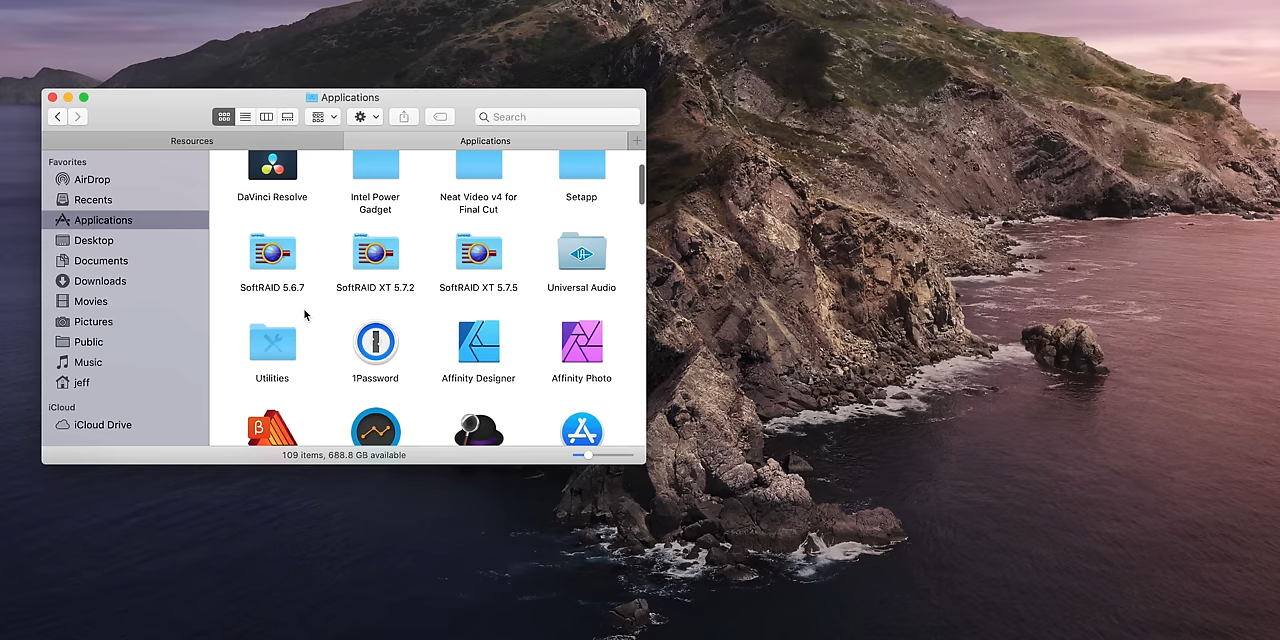 Applications
Search
Resources
Applications
Favorites
AirDrop
Recents
Applications
Desktop
Documents
Downloads
Movies
Pictures
Public
Music
jeff
iCloud
iCloud Drive
DaVinci Resolve
Intel Power
Gadget
Neat Video v4 for
Final Cut
Setapp
SoftRAID 5.6.7
SoftRAID XT 5.7.2
SoftRAID XT 5.7.5
Universal Audio
Utilities
1Password
Affinity Designer
Affinity Photo
β
109 items, 688.8 GB available